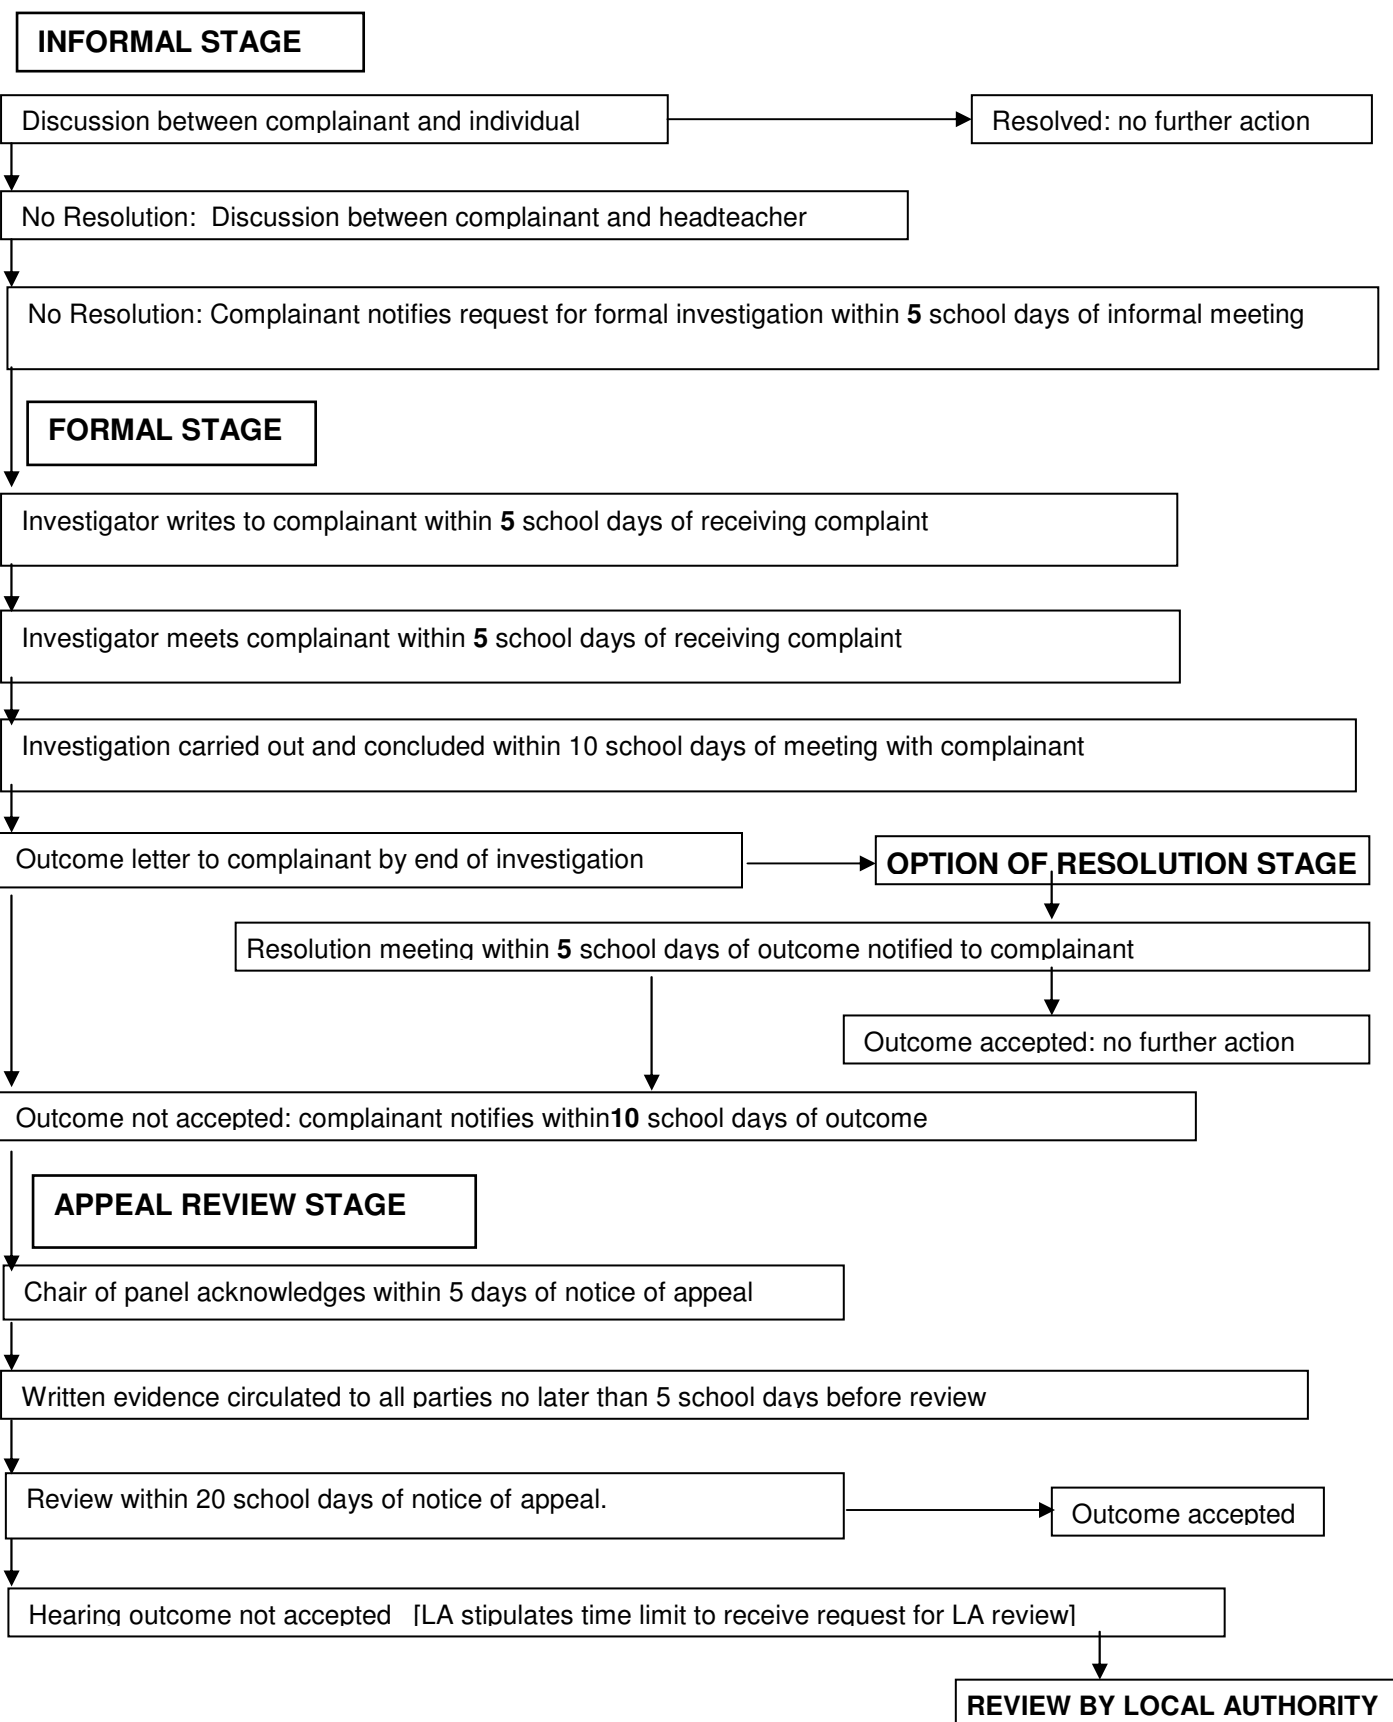 INFORMAL STAGE
Discussion between complainant and individual
Resolved: no further action
No Resolution: Discussion between complainant and headteacher
No Resolution: Complainant notifies request for formal investigation within 5 school days of informal meeting
FORMAL STAGE
Investigator writes to complainant within 5 school days of receiving complaint
Investigator meets complainant within 5 school days of receiving complaint
Investigation carried out and concluded within 10 school days of meeting with complainant
Outcome letter to complainant by end of investigation
OPTION OF RESOLUTION STAGE
Resolution meeting within 5 school days of outcome notified to complainant
Outcome accepted: no further action
Outcome not accepted: complainant notifies within10 school days of outcome
APPEAL REVIEW STAGE
Chair of panel acknowledges within 5 days of notice of appeal
Written evidence circulated to all parties no later than 5 school days before review
Review within 20 school days of notice of appeal.
Outcome accepted
Hearing outcome not accepted [LA stipulates time limit to receive request for LA review]
REVIEW BY LOCAL AUTHORITY